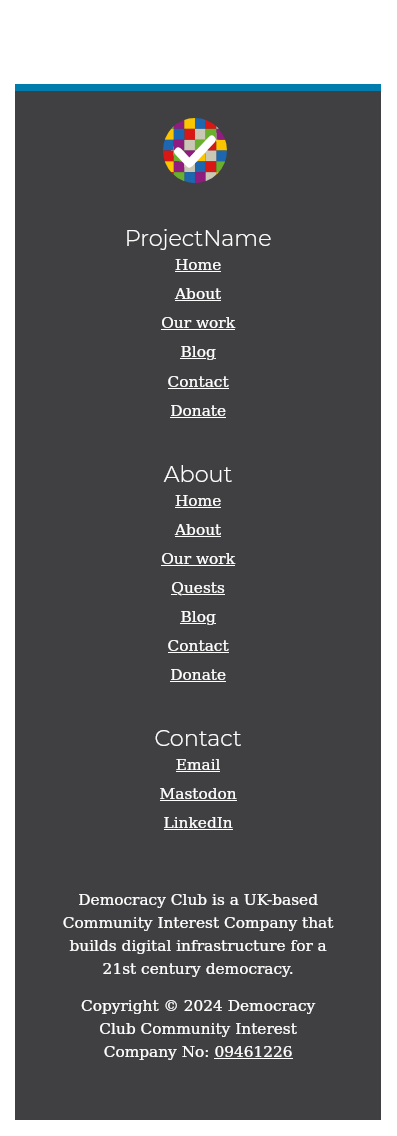 ProjectName
Home
About
Our work
Blog
Contact
Donate
About
Home
About
Our work
Quests
Blog
Contact
Donate
Contact
Email
Mastodon
LinkedIn
Democracy Club is a UK-based
Community Interest Company that
builds digital infrastructure for a
21st century democracy.
Copyright © 2024 Democracy
Club Community Interest
Company No: 09461226